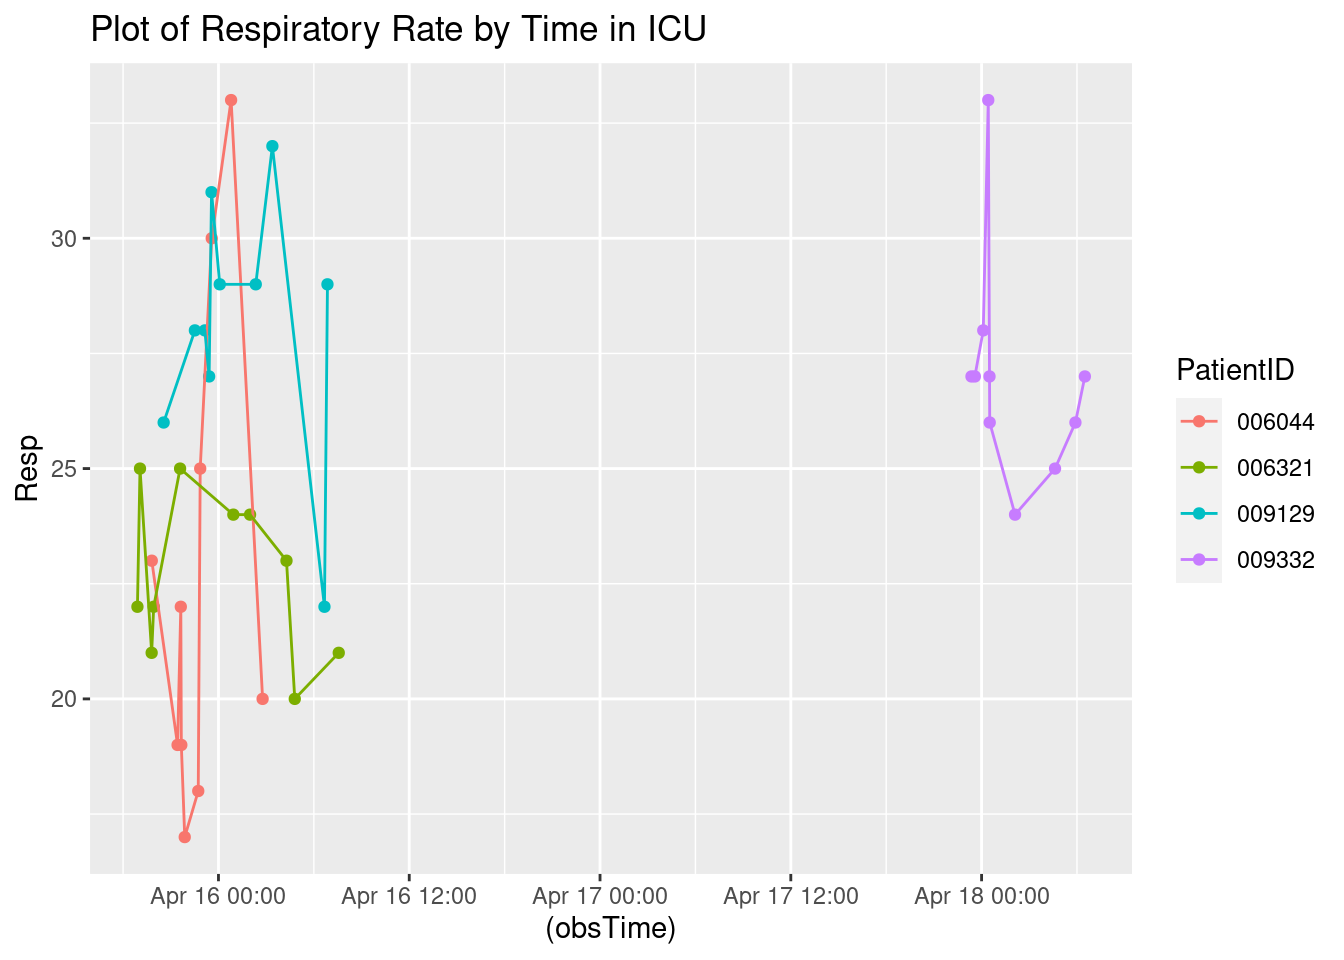 Plot of Respiratory Rate by Time in ICU
Resp
30
25
20
Apr 16 00:00
Apr 16 12:00
Apr 17 00:00
Apr 17 12:00
Apr 18 00:00
(obsTime)
PatientID
006044
006321
009129
009332